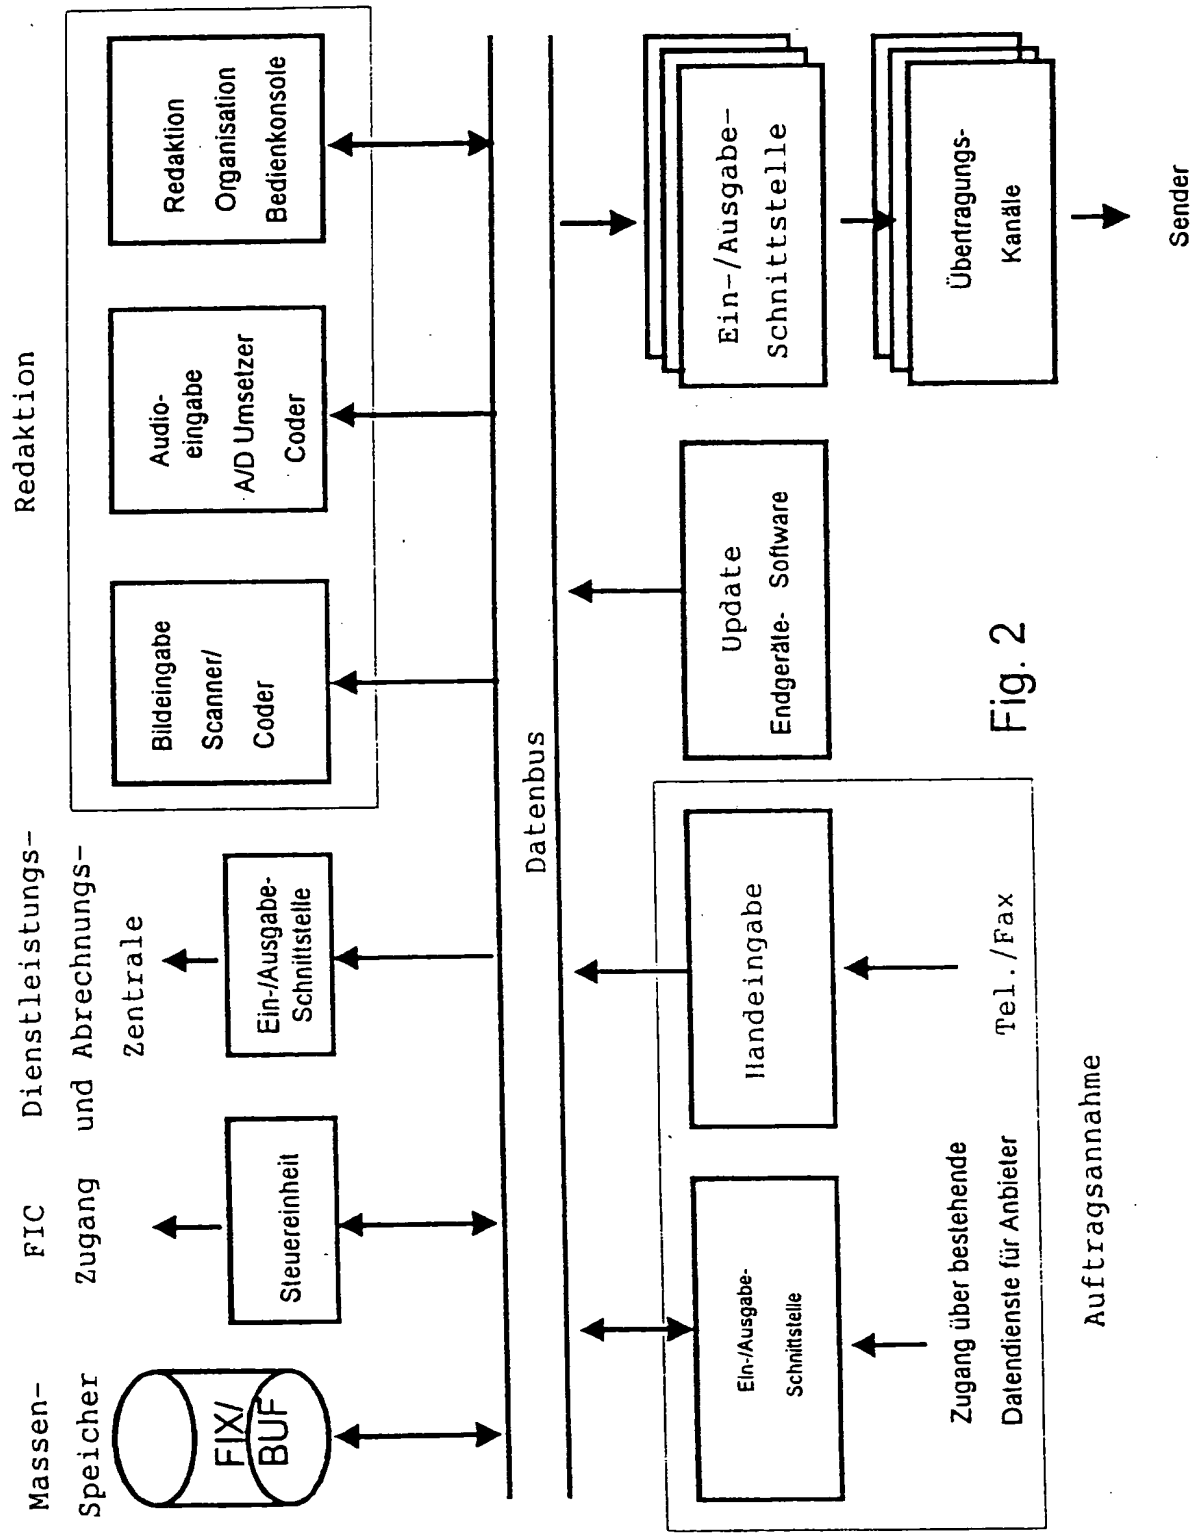 Massen-
Speicher
FIX/
BUF
FIC
Zugang
Steuereinheit
Dienstleistungs-
und Abrechnungs-
Zentrale
Ein-/Ausgabe-
Schnittstelle
Redaktion
Bildeingabe
Scanner/
Coder
Audio-
eingabe
A/D Umsetzer
Coder
Redaktion
Organisation
Bedienkonsole
Datenbus
EIn-/Ausgabe-
Schnittstelle
Zugang über bestehende
Datendienste für Anbieter
Handeingabe
Tel./Fax
Auftragsannahme
Update
Endgeräte- Software
Ein-/Ausgabe-
Schnittstelle
Übertragungs-
Kanäle
Sender
Fig. 2